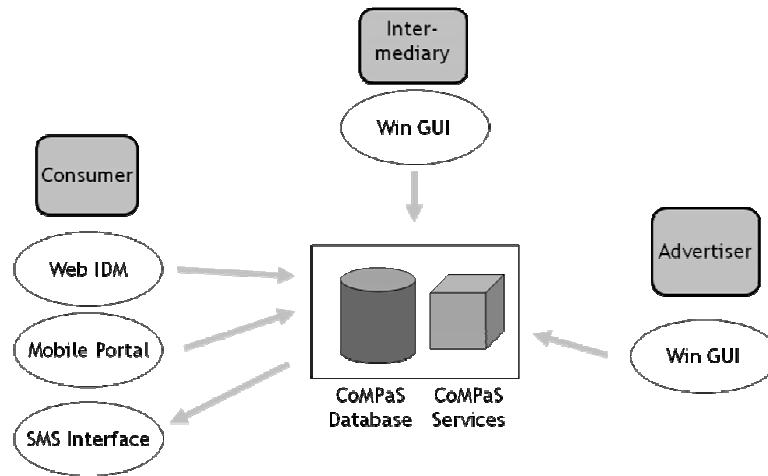 Inter-
mediary
Win GUI
Consumer
Web IDM
Mobile Portal
SMS Interface
Advertiser
Win GUI
CoMPaS
Database
CoMPaS
Services